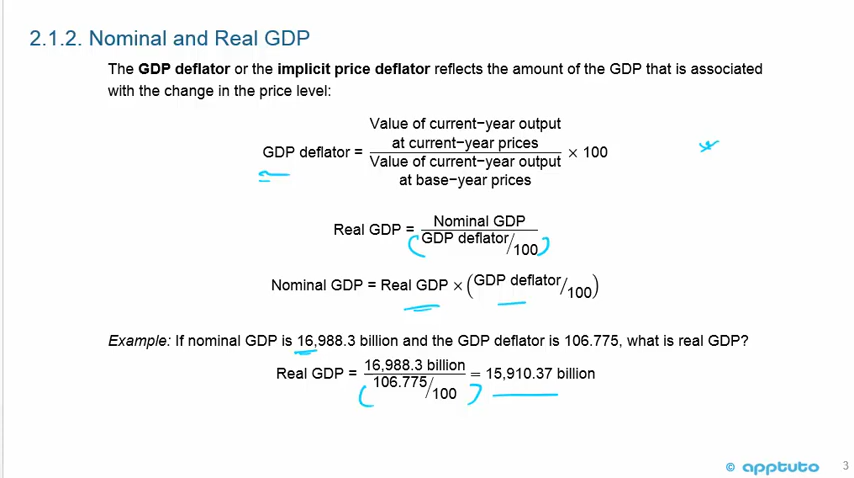 2.1.2. Nominal and Real GDP
The GDP deflator or the implicit price deflator reflects the amount of the GDP that is associated
with the change in the price level:
Value of current−year output
at current−year prices
GDP deflator = × 100
Value of current−year output
at base−year prices
Nominal GDP
Real GDP =
GDP deflator/100
Nominal GDP = Real GDP × (GDP deflator/100)
Example: If nominal GDP is 16,988.3 billion and the GDP deflator is 106.775, what is real GDP?
16,988.3 billion
Real GDP = = 15,910.37 billion
106.775/100
© apptuto 3